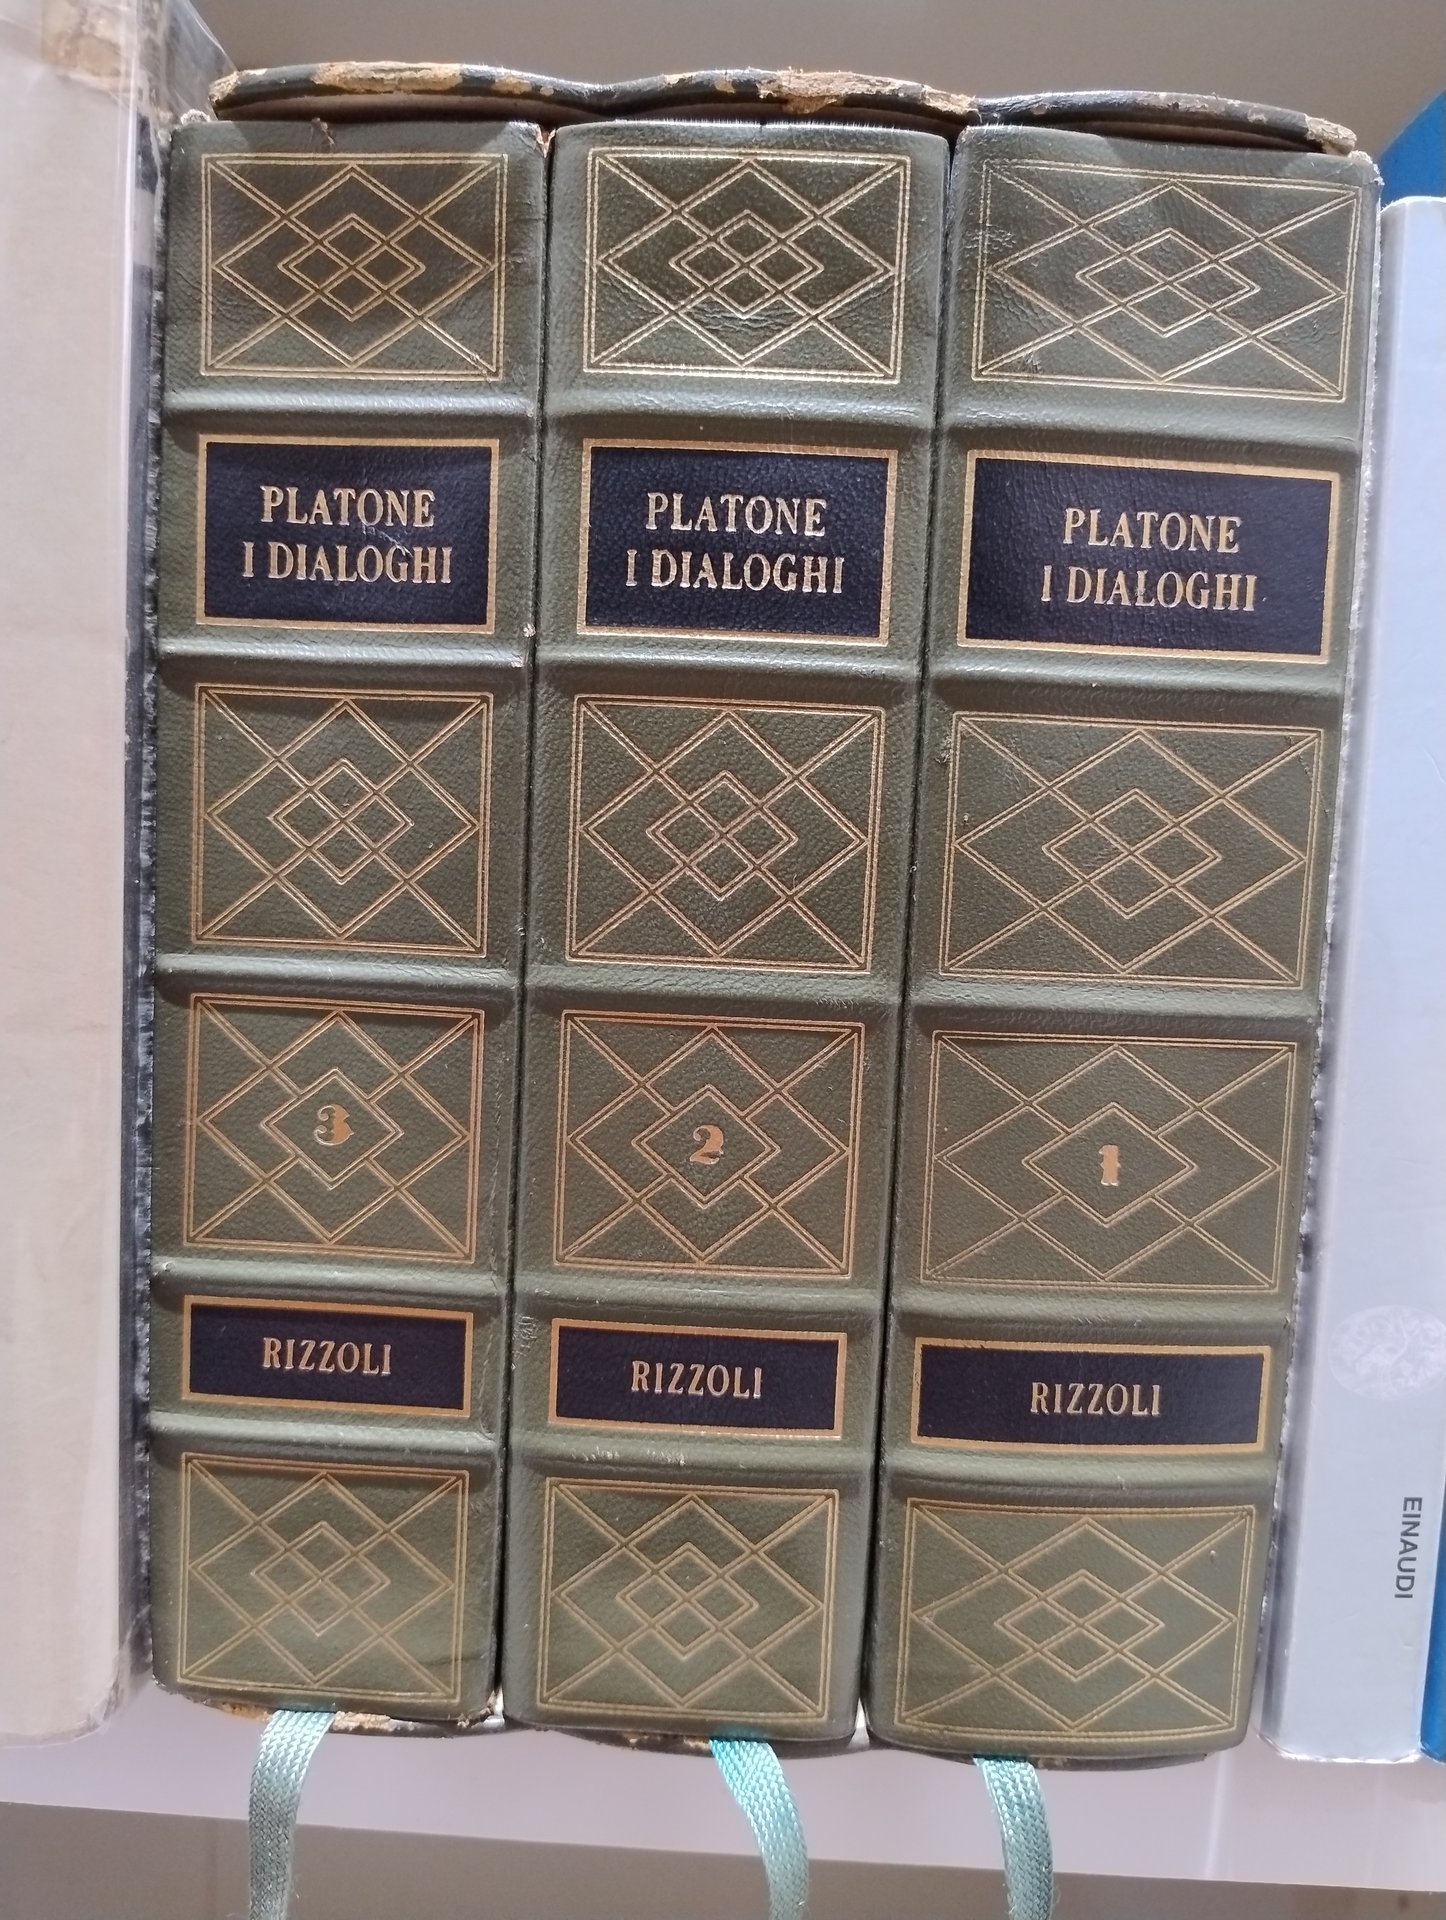 PLATONE
I DIALOGHI
3
RIZZOLI
PLATONE
I DIALOGHI
2
RIZZOLI
PLATONE
I DIALOGHI
1
RIZZOLI
EINAUDI